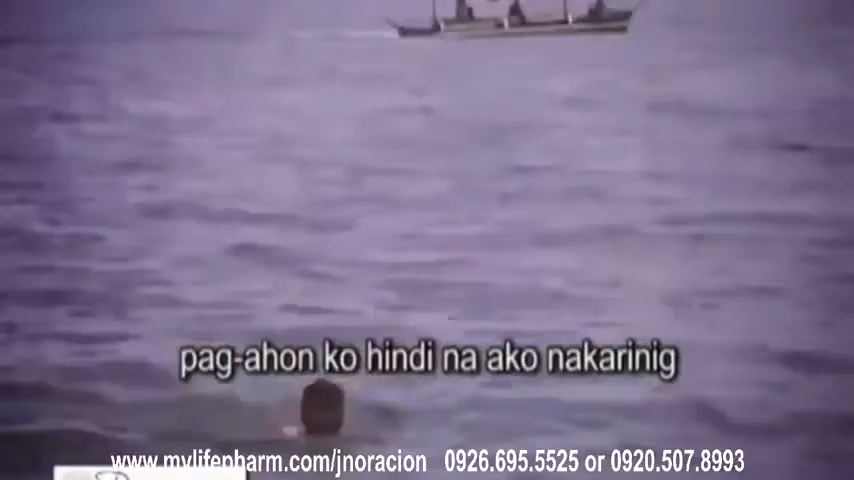 pag-ahon ko hindi na ako nakarinig
www.mylifepharm.com/jnoracion 0926.695.5525 or 0920.507.8993